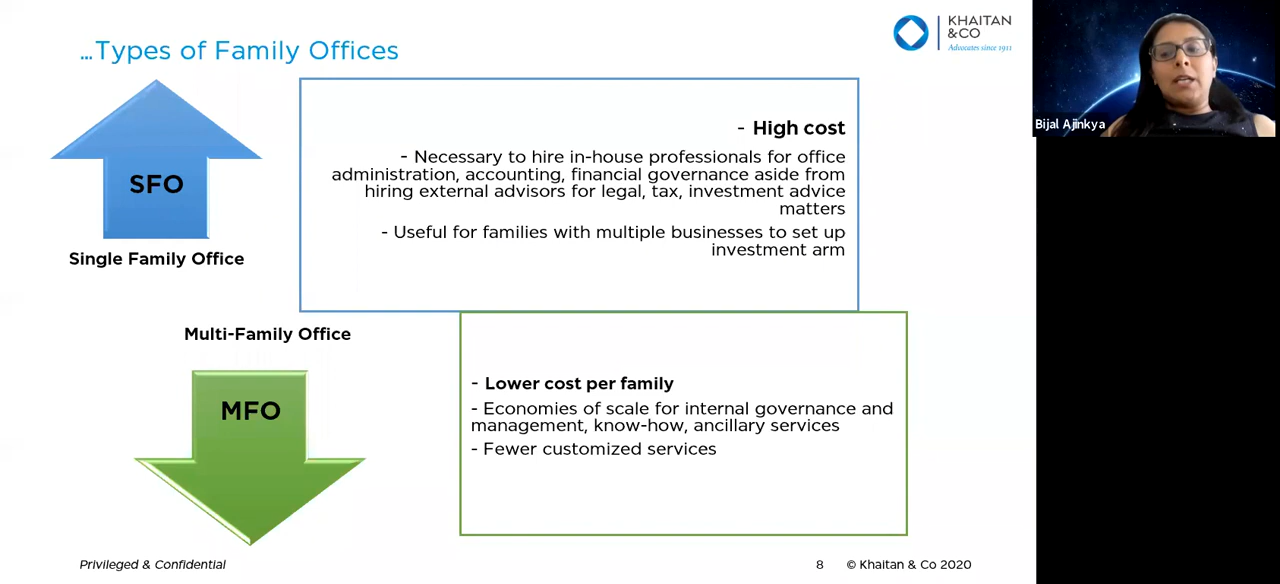 ...Types of Family Offices
KHAITAN
&CO
Advocates since 1911
Bijal Ajinkya
SFO
Single Family Office
- High cost
- Necessary to hire in-house professionals for office
administration, accounting, financial governance aside from
hiring external advisors for legal, tax, investment advice
matters
- Useful for families with multiple businesses to set up
investment arm
Multi-Family Office
MFO
- Lower cost per family
- Economies of scale for internal governance and
management, know-how, ancillary services
- Fewer customized services
Privileged & Confidential
8
© Khaitan & Co 2020